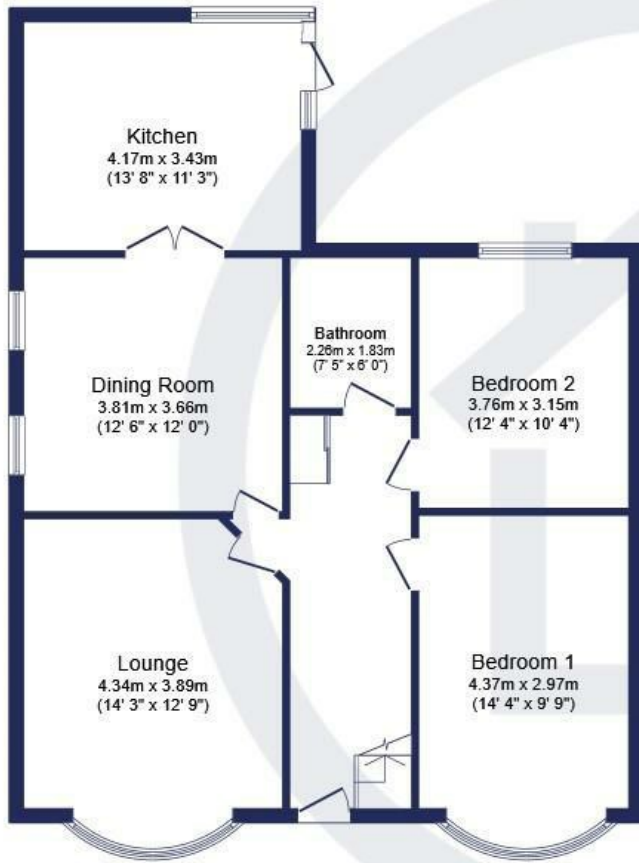 Kitchen
4.17m x 3.43m
(13' 8" x 11' 3")
Bathroom
2.26m x 1.83m
(7' 5" x 6' 0")
Dining Room
3.81m x 3.66m
(12' 6" x 12' 0")
Bedroom 2
3.76m x 3.15m
(12' 4" x 10' 4")
Lounge
4.34m x 3.89m
(14' 3" x 12' 9")
Bedroom 1
4.37m x 2.97m
(14' 4" x 9' 9")